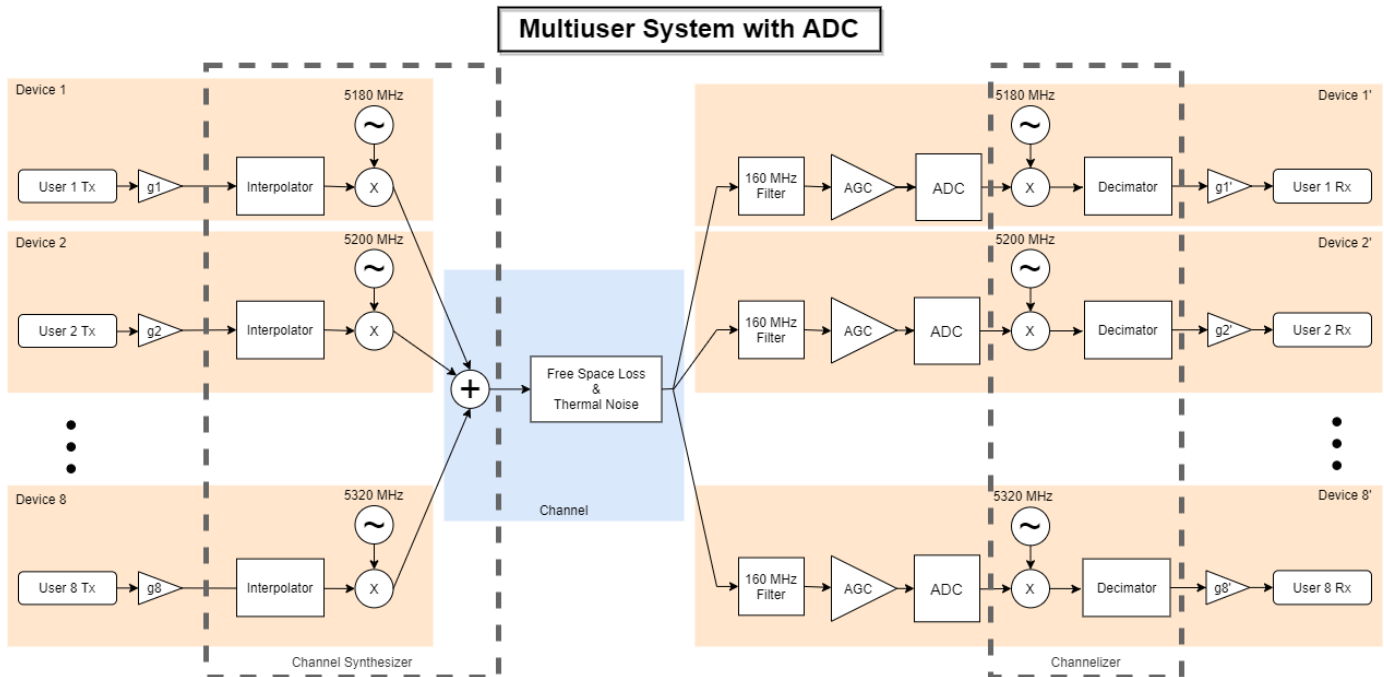 Multiuser System with ADC
Device 1
5180 MHz
~
User 1 Tx
g1
Interpolator
X
Device 2
5200 MHz
~
User 2 Tx
g2
Interpolator
X
Device 8
5320 MHz
~
User 8 Tx
g8
Interpolator
X
Channel Synthesizer
+
Free Space Loss
&
Thermal Noise
Channel
Device 1'
5180 MHz
~
160 MHz
Filter
AGC
ADC
X
Decimator
g1'
User 1 Rx
Device 2'
5200 MHz
~
160 MHz
Filter
AGC
ADC
X
Decimator
g2'
User 2 Rx
Device 8'
5320 MHz
~
160 MHz
Filter
AGC
ADC
X
Decimator
g8'
User 8 Rx
Channelizer